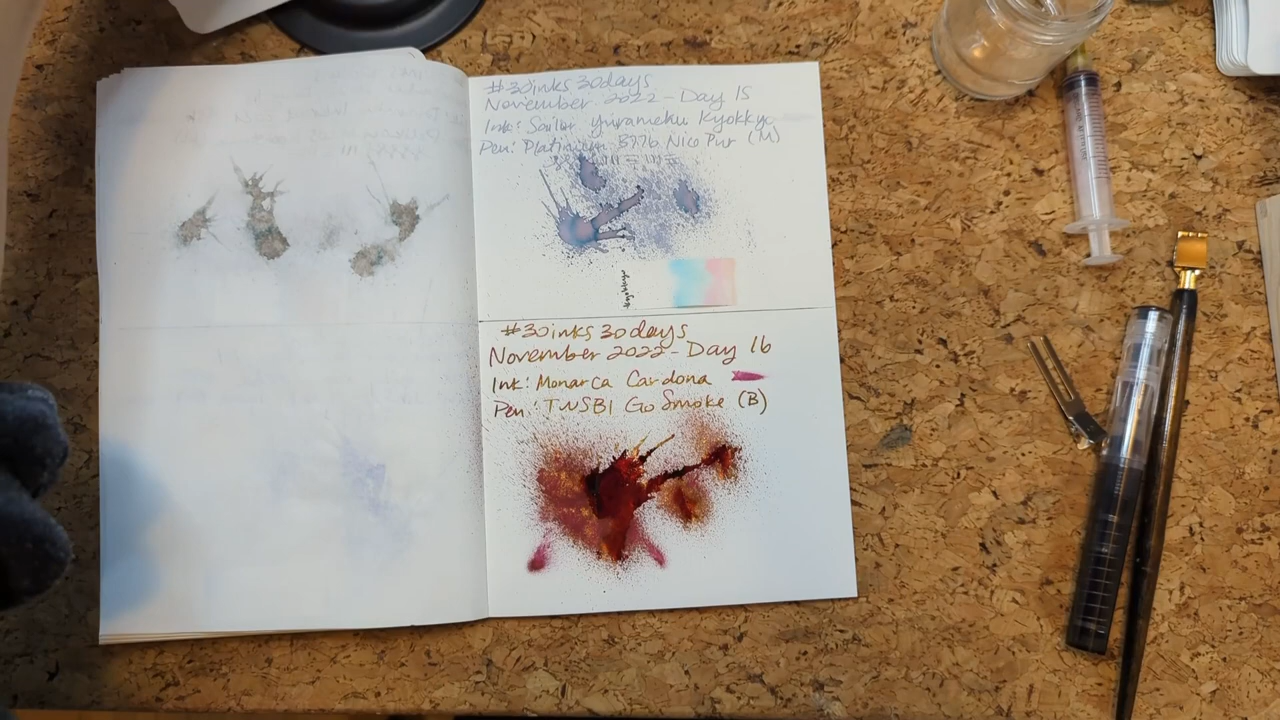 #30inks30days
November 2022 - Day 15
Ink: Sailor Yurameku Kyokkyo
Pen: Platinum 3776 Nice Pur (M)
#30inks30days
November 2022 - Day 16
Ink: Monarca Cardona
Pen: TWSBI Go Smoke (B)